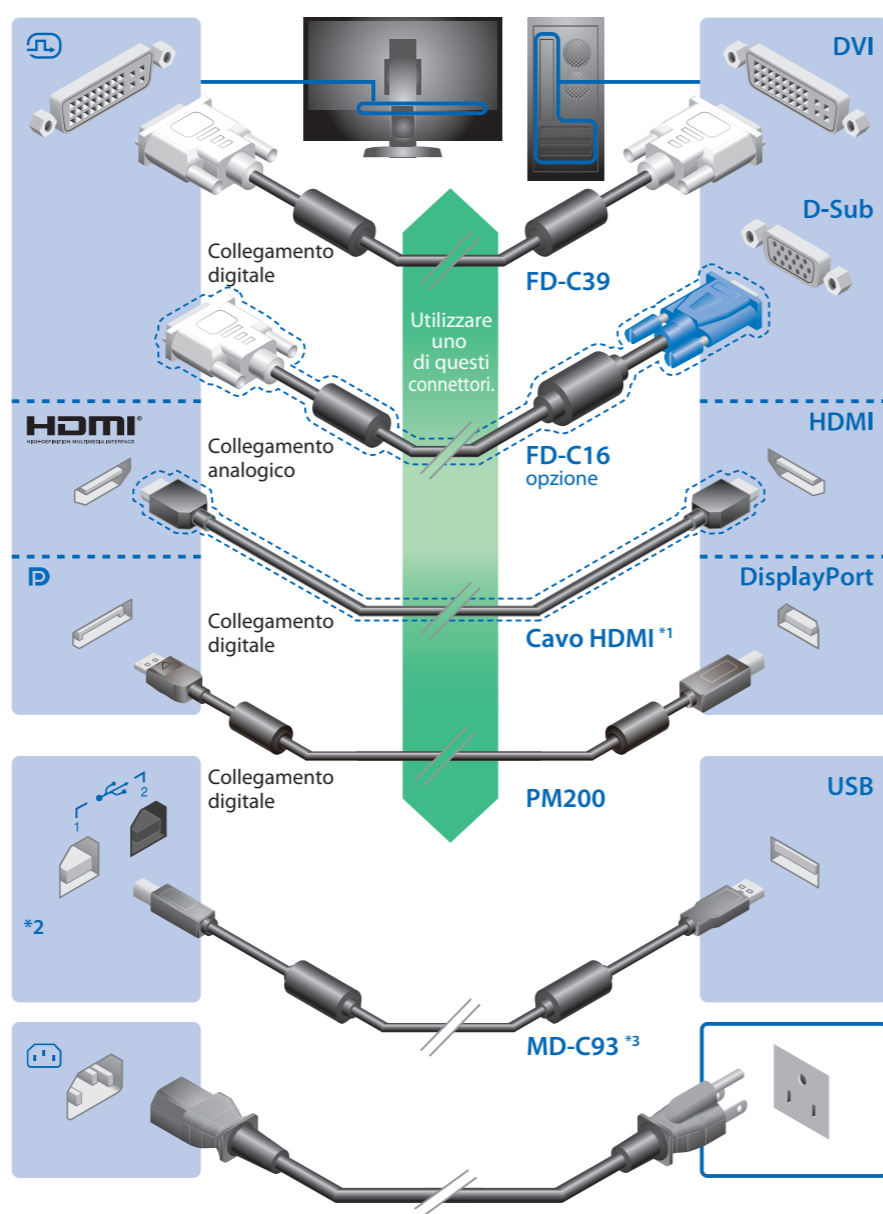 DVI
D-Sub
Collegamento
digitale
FD-C39
Utilizzare
uno
di questi
connettori.
HDMI®
HIGH-DEFINITION MULTIMEDIA INTERFACE
HDMI
Collegamento
analogico
FD-C16
opzione
DisplayPort
Collegamento
digitale
Cavo HDMI *1
Collegamento
digitale
PM200
1
2
USB
*2
MD-C93 *3